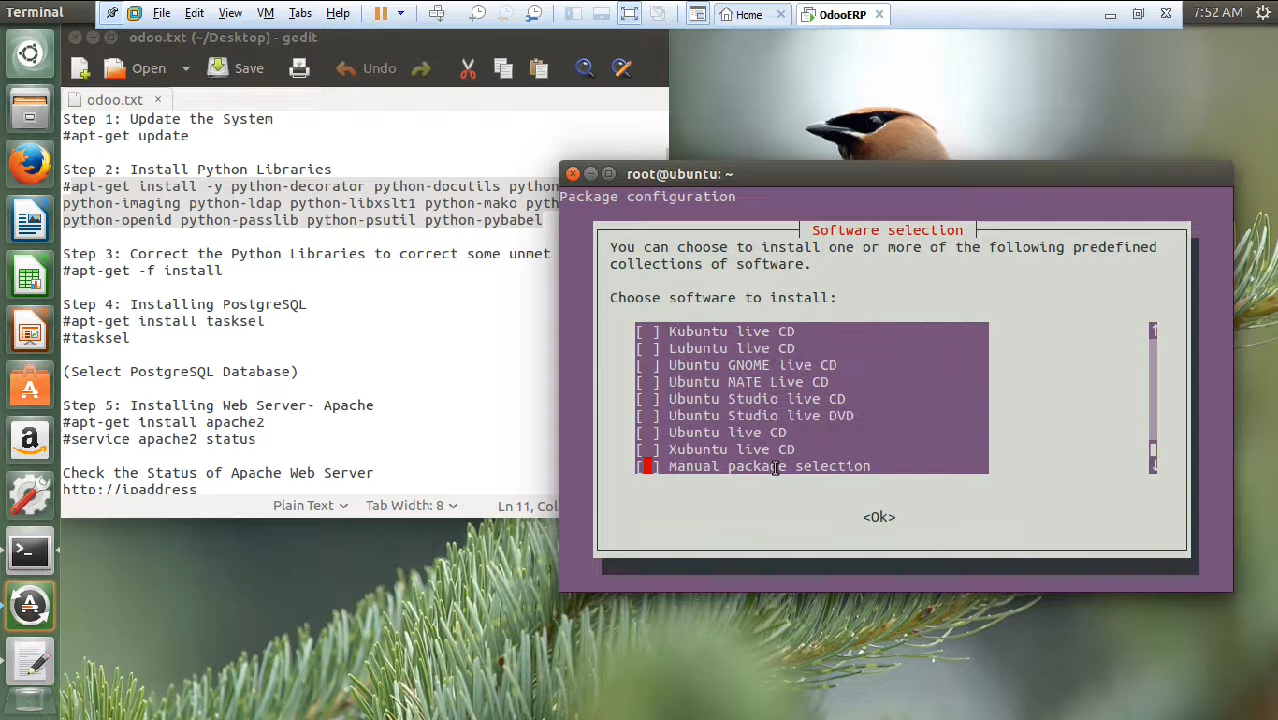 Terminal
File Edit View VM Tabs Help
Home
OdooERP
7:52 AM
odoo.txt (~/Desktop) - gedit
Open
Save
Undo
odoo.txt
Step 1: Update the System
#apt-get update
Step 2: Install Python Libraries
#apt-get install -y python-decorator python-docutils python
python-imaging python-ldap python-libxslt1 python-mako pyth
python-openid python-passlib python-psutil python-pybabel
Step 3: Correct the Python Libraries to correct some unmet
#apt-get -f install
Step 4: Installing PostgreSQL
#apt-get install tasksel
#tasksel
(Select PostgreSQL Database)
Step 5: Installing Web Server- Apache
#apt-get install apache2
#service apache2 status
Check the Status of Apache Web Server
http://ipaddress
Plain Text
Tab Width: 8
Ln 11, Col
root@ubuntu: ~
Package configuration
Software selection
You can choose to install one or more of the following predefined
collections of software.
Choose software to install:
[ ] Kubuntu live CD
[ ] Lubuntu live CD
[ ] Ubuntu GNOME live CD
[ ] Ubuntu MATE Live CD
[ ] Ubuntu Studio live CD
[ ] Ubuntu Studio live DVD
[ ] Ubuntu live CD
[ ] Xubuntu live CD
[ ] Manual package selection
<Ok>